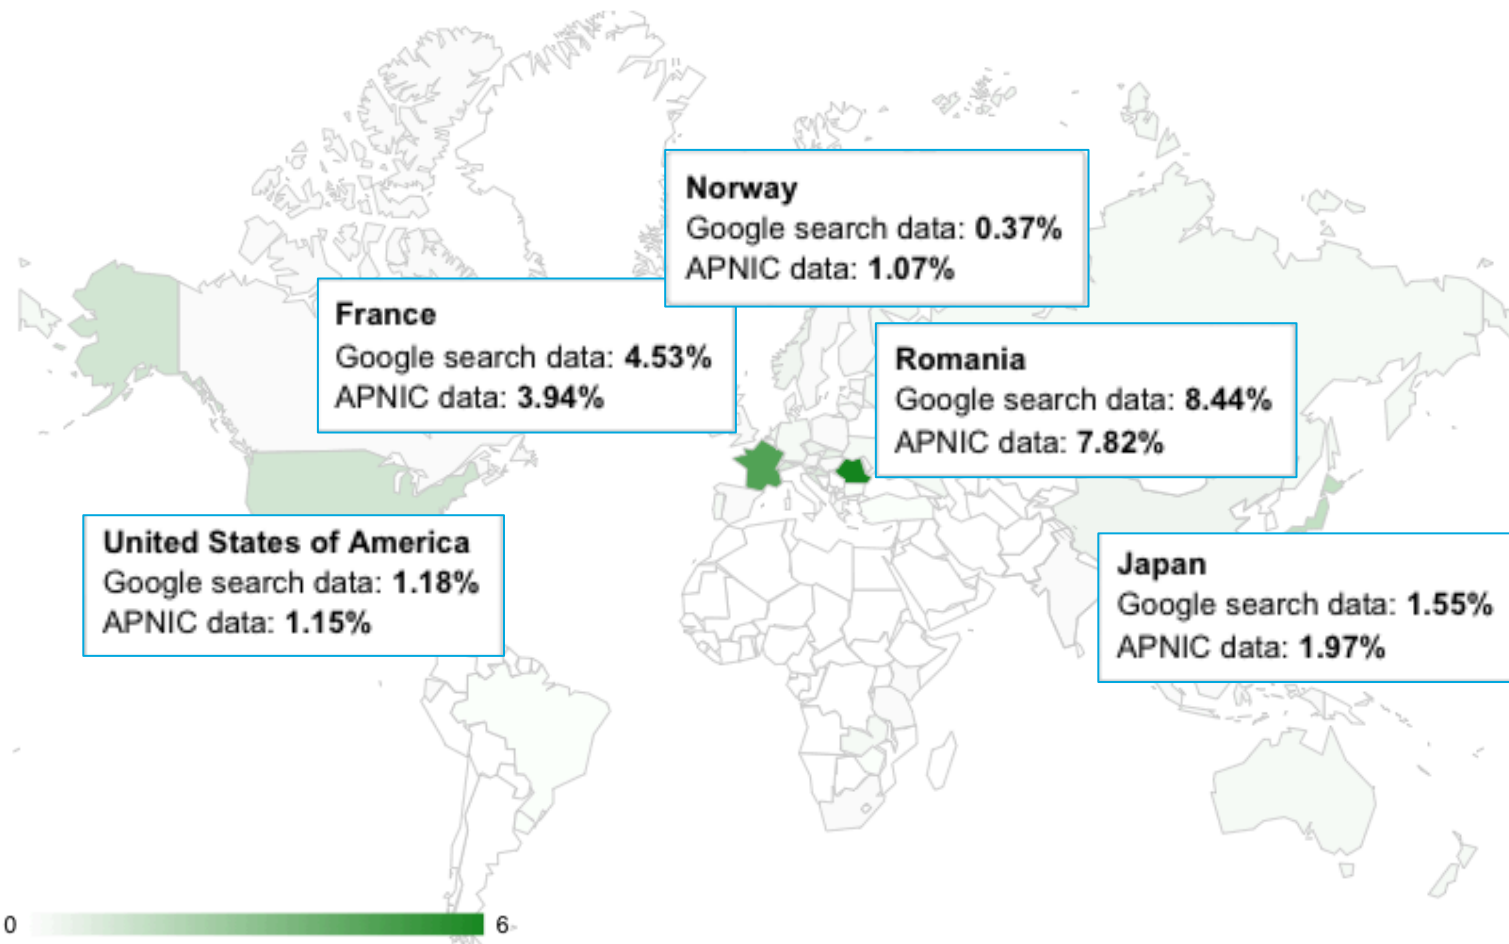 Norway
Google search data: 0.37%
APNIC data: 1.07%
France
Google search data: 4.53%
APNIC data: 3.94%
Romania
Google search data: 8.44%
APNIC data: 7.82%
United States of America
Google search data: 1.18%
APNIC data: 1.15%
Japan
Google search data: 1.55%
APNIC data: 1.97%
0 6